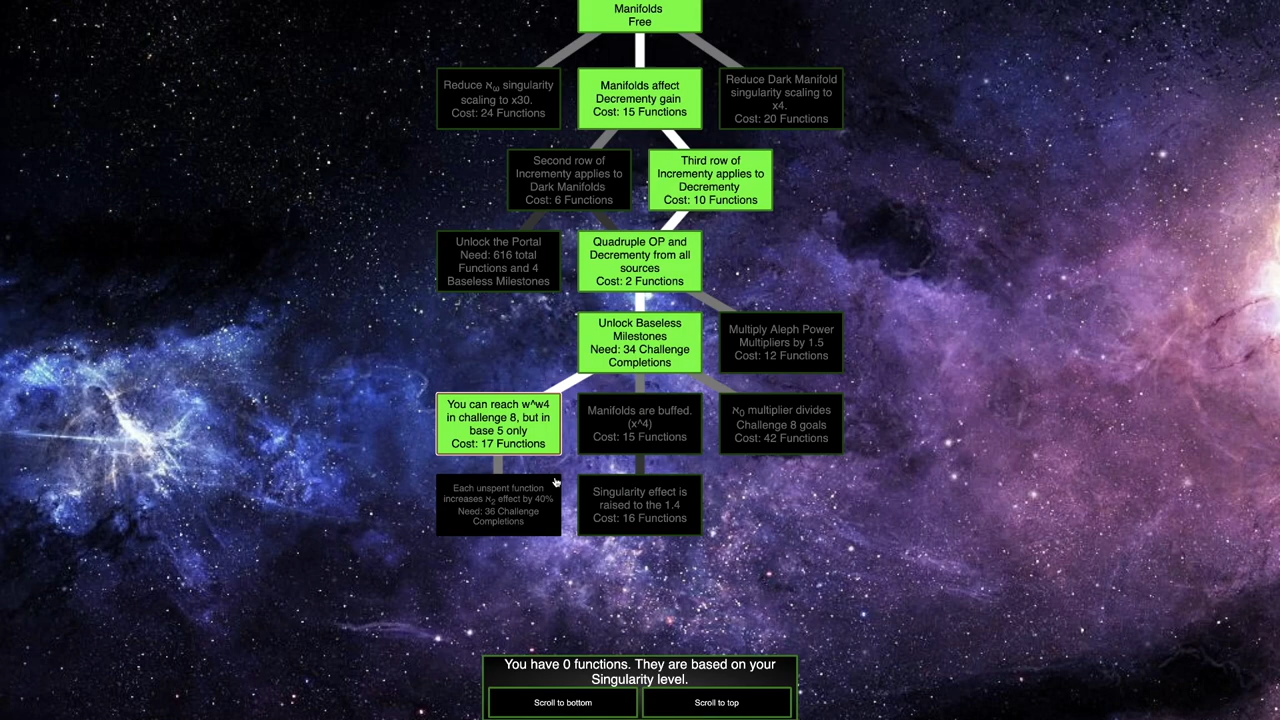 Manifolds
Free
Reduce ℵω singularity
scaling to x30.
Cost: 24 Functions
Manifolds affect
Decrementy gain
Cost: 15 Functions
Reduce Dark Manifold
singularity scaling to
x4.
Cost: 20 Functions
Second row of
Incrementy applies to
Dark Manifolds
Cost: 6 Functions
Third row of
Incrementy applies to
Decrementy
Cost: 10 Functions
Unlock the Portal
Need: 616 total
Functions and 4
Baseless Milestones
Quadruple OP and
Decrementy from all
sources
Cost: 2 Functions
Unlock Baseless
Milestones
Need: 34 Challenge
Completions
Multiply Aleph Power
Multipliers by 1.5
Cost: 12 Functions
You can reach w^w4
in challenge 8, but in
base 5 only
Cost: 17 Functions
Manifolds are buffed.
(x^4)
Cost: 15 Functions
ℵ0 multiplier divides
Challenge 8 goals
Cost: 42 Functions
Each unspent function
increases ℵ2 effect by 40%
Need: 36 Challenge
Completions
Singularity effect is
raised to the 1.4
Cost: 16 Functions
You have 0 functions. They are based on your
Singularity level.
Scroll to bottom
Scroll to top